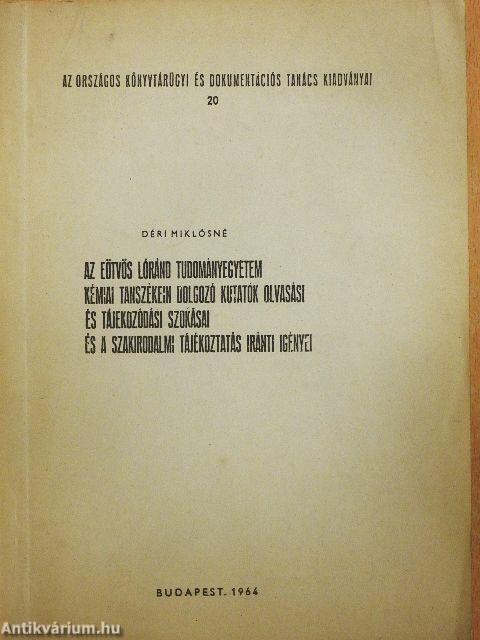 AZ ORSZÁGOS KÖNYVTÁRÜGYI ÉS DOKUMENTÁCIÓS TANÁCS KIADVÁNYAI
20
DÉRI MIKLÓSNÉ
AZ EÖTVÖS LÓRÁND TUDOMÁNYEGYETEM
KÉMIAI TANSZÉKEIN DOLGOZÓ KUTATÓK OLVASÁSI
ÉS TÁJÉKOZÓDÁSI SZOKÁSAI
ÉS A SZAKIRODALMI TÁJÉKOZTATÁS IRÁNTI IGÉNYEI
BUDAPEST. 1964
Antikvárium.hu